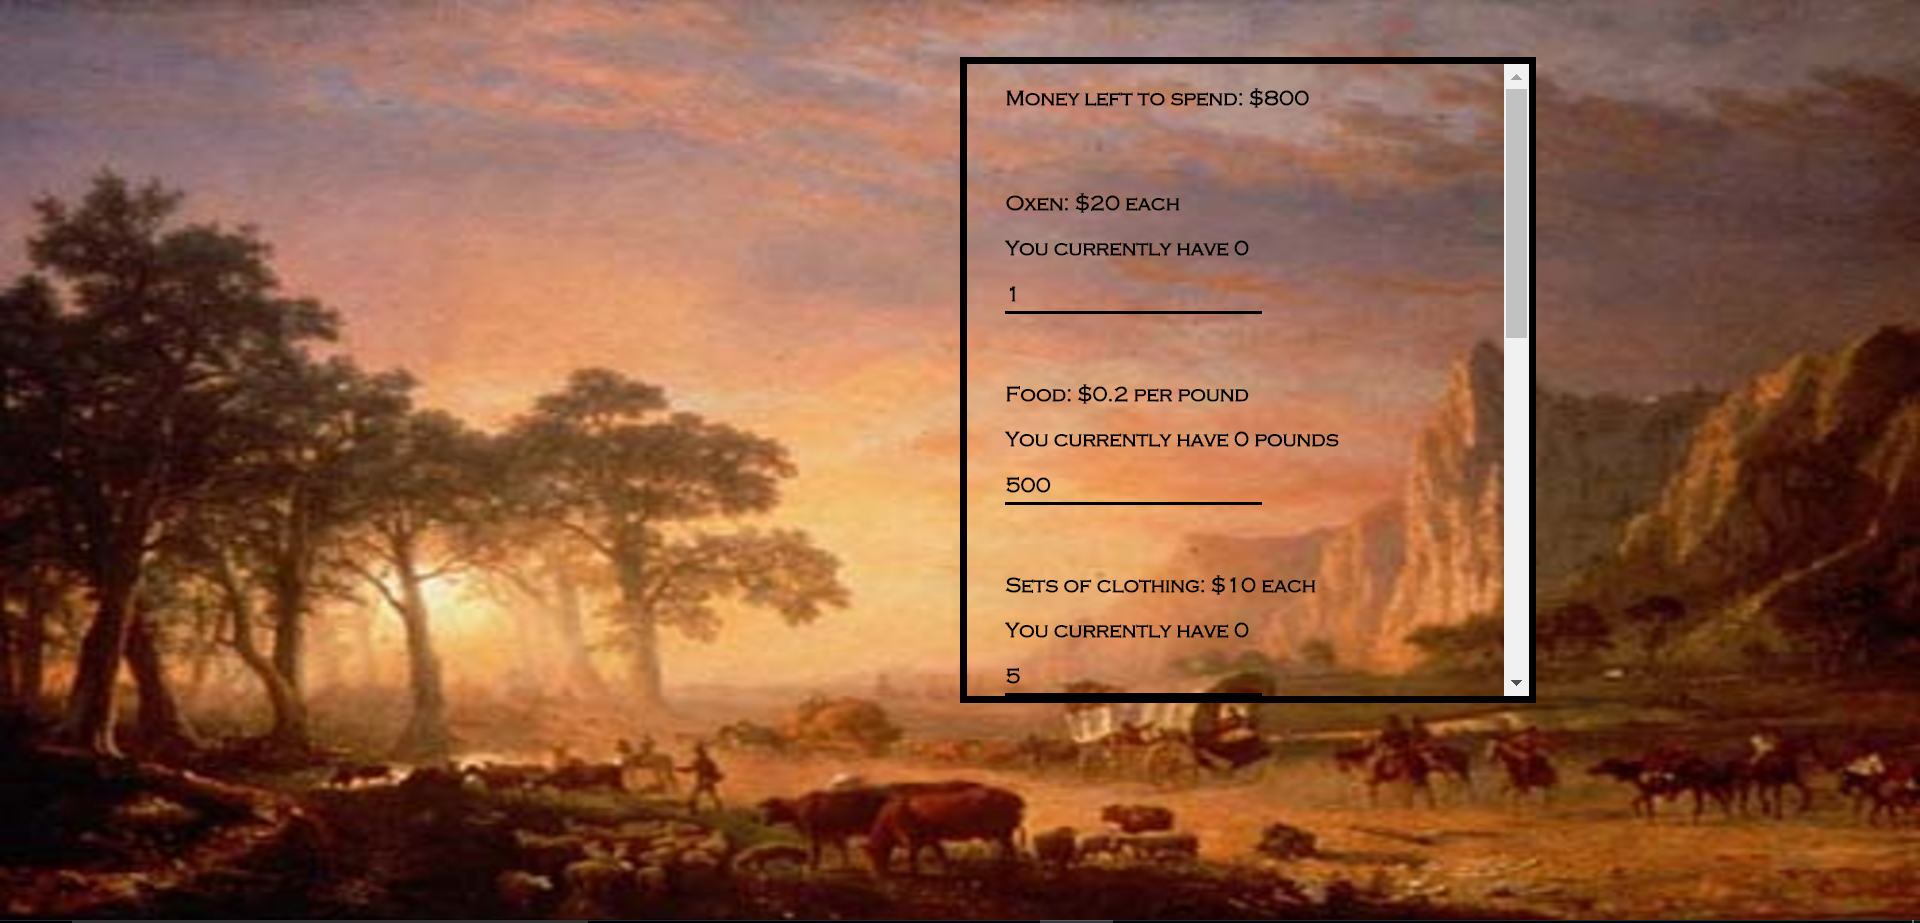 Money left to spend: $800
Oxen: $20 each
You currently have 0
1
Food: $0.2 per pound
You currently have 0 pounds
500
Sets of clothing: $10 each
You currently have 0
5